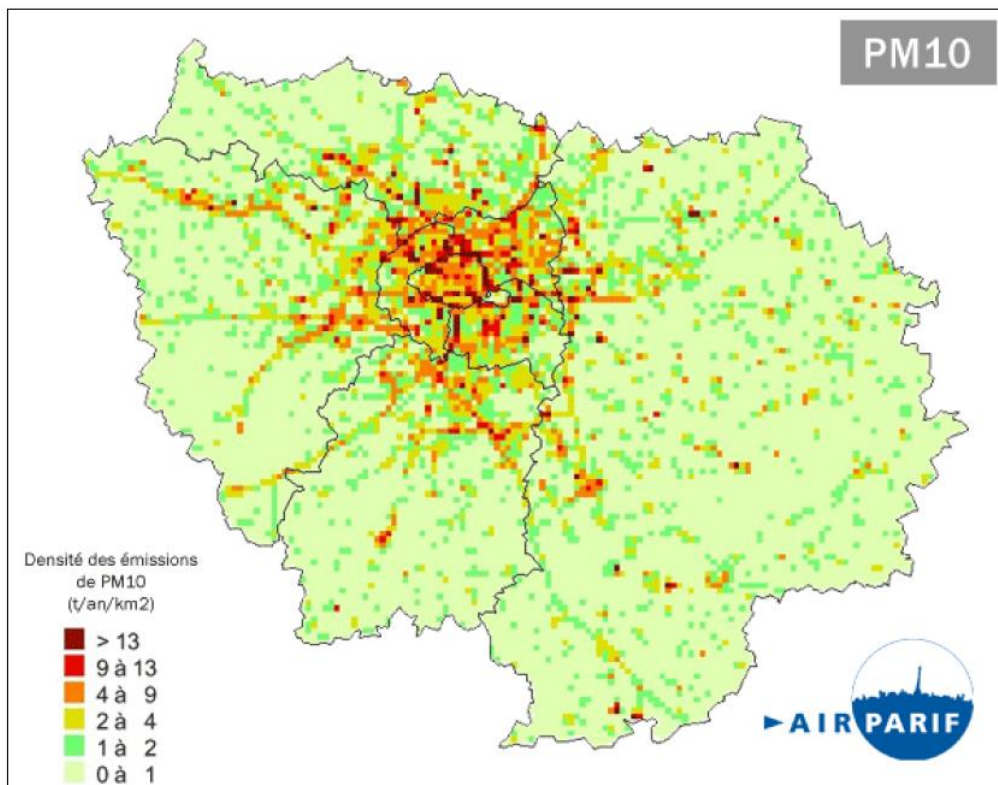 PM10
Densité des émissions
de PM10
(t/an/km2)
> 13
9 à 13
4 à 9
2 à 4
1 à 2
0 à 1
AIRPARIF